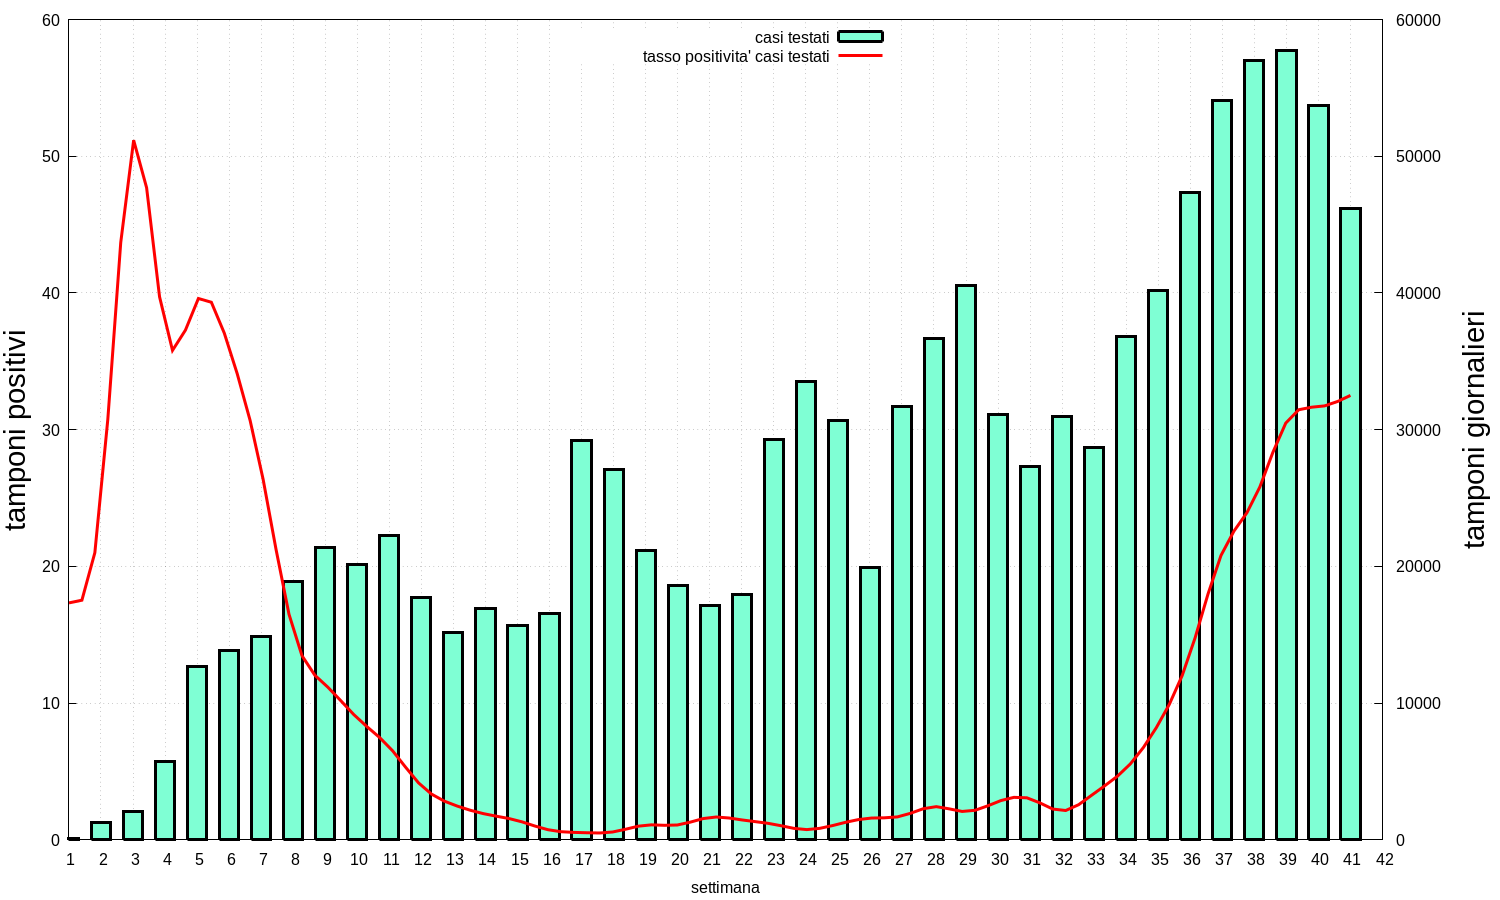 casi testati
tasso positivita' casi testati
60
50
40
30
20
10
0
60000
50000
40000
30000
20000
10000
0
tamponi positivi
tamponi giornalieri
1 2 3 4 5 6 7 8 9 10 11 12 13 14 15 16 17 18 19 20 21 22 23 24 25 26 27 28 29 30 31 32 33 34 35 36 37 38 39 40 41 42
settimana